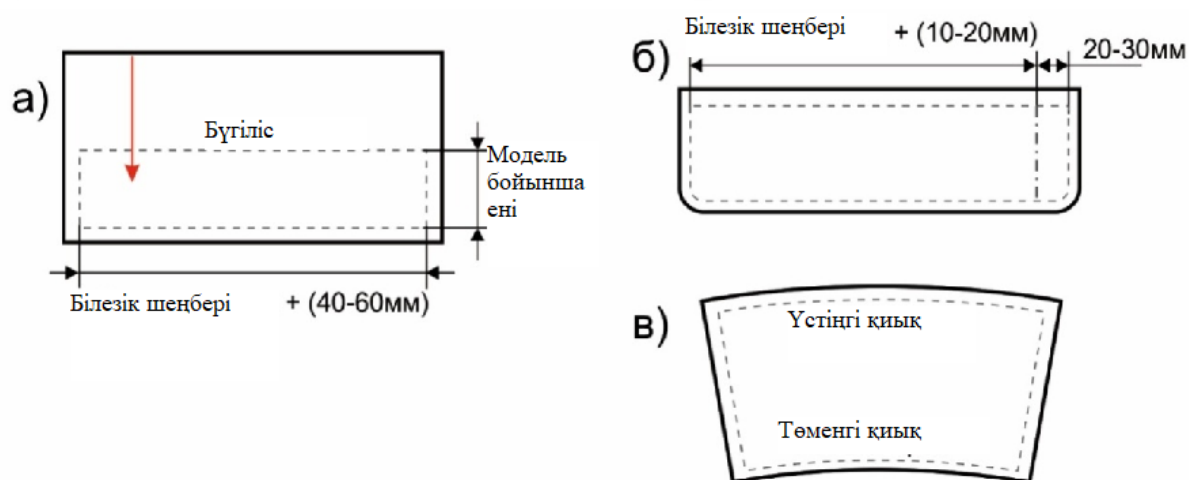 а)
Бүгіліс
Модель
бойынша
ені
Білезік шеңбері + (40-60мм)
б)
Білезік шеңбері + (10-20мм)
20-30мм
в)
Үстіңгі қиық
Төменгі қиық